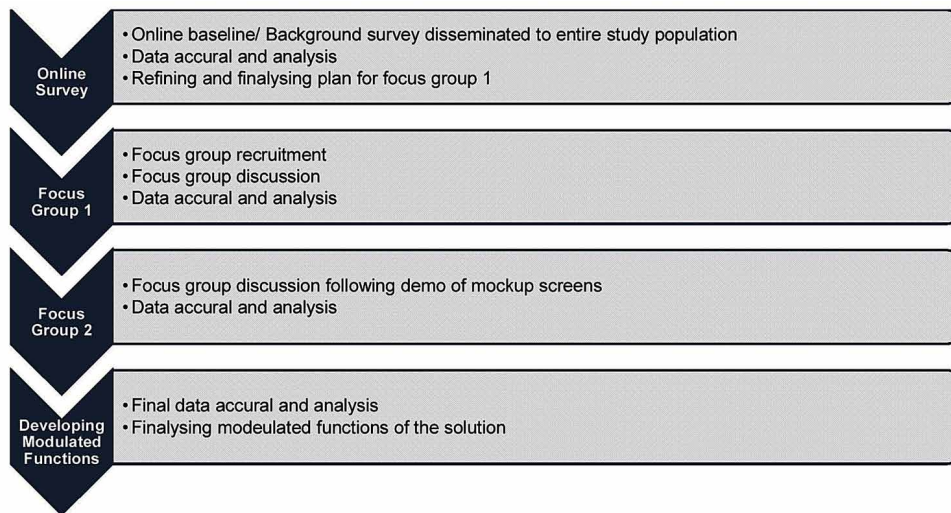 Online
Survey
• Online baseline/ Background survey disseminated to entire study population
• Data accural and analysis
• Refining and finalysing plan for focus group 1
Focus
Group 1
• Focus group recruitment
• Focus group discussion
• Data accural and analysis
Focus
Group 2
• Focus group discussion following demo of mockup screens
• Data accural and analysis
Developing
Modulated
Functions
• Final data accural and analysis
• Finalysing modeulated functions of the solution